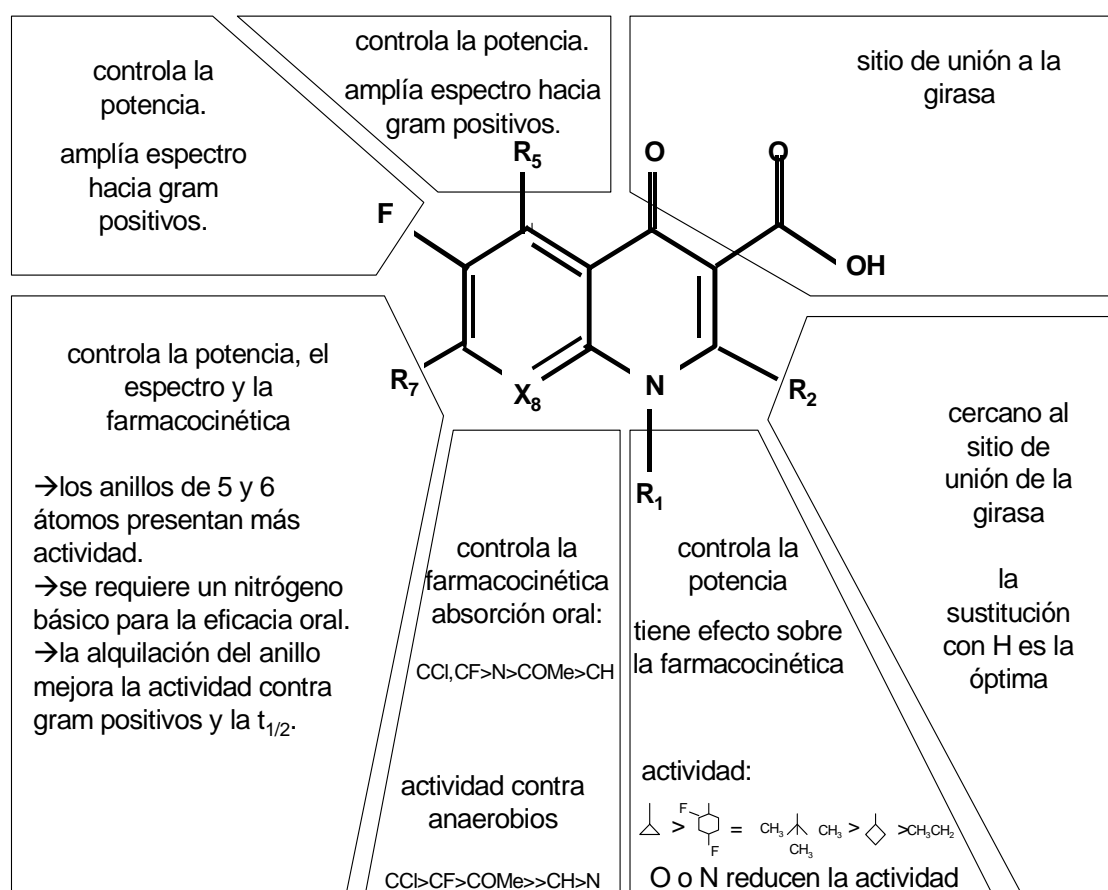 controla la
potencia.
amplía espectro
hacia gram
positivos.
controla la potencia.
amplía espectro hacia
gram positivos.
sitio de unión a la
girasa
R5
O
O
F
OH
R7
X8
N
R2
R1
controla la potencia, el
espectro y la
farmacocinética
→los anillos de 5 y 6
átomos presentan más
actividad.
→se requiere un nitrógeno
básico para la eficacia oral.
→la alquilación del anillo
mejora la actividad contra
gram positivos y la t1/2.
controla la
farmacocinética
absorción oral:
CCl,CF>N>COMe>CH
actividad contra
anaerobios
CCl>CF>COMe>>CH>N
controla la
potencia
tiene efecto sobre
la farmacocinética
actividad:
> F F = CH3 CH3 CH3 > >CH3CH2
O o N reducen la actividad
cercano al
sitio de
unión de la
girasa
la
sustitución
con H es la
óptima